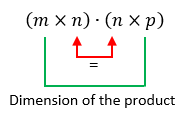 (m × n) · (n × p)
=
Dimension of the product